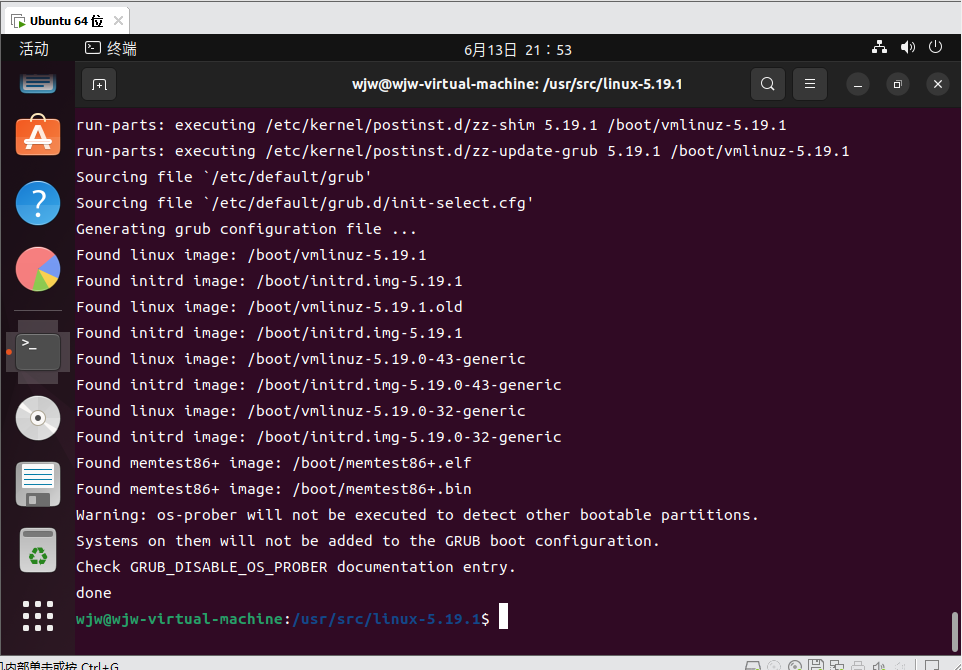 Ubuntu 64 位
活动
终端
6月13日 21：53
wjw@wjw-virtual-machine: /usr/src/linux-5.19.1
run-parts: executing /etc/kernel/postinst.d/zz-shim 5.19.1 /boot/vmlinuz-5.19.1
run-parts: executing /etc/kernel/postinst.d/zz-update-grub 5.19.1 /boot/vmlinuz-5.19.1
Sourcing file `/etc/default/grub'
Sourcing file `/etc/default/grub.d/init-select.cfg'
Generating grub configuration file ...
Found linux image: /boot/vmlinuz-5.19.1
Found initrd image: /boot/initrd.img-5.19.1
Found linux image: /boot/vmlinuz-5.19.1.old
Found initrd image: /boot/initrd.img-5.19.1
Found linux image: /boot/vmlinuz-5.19.0-43-generic
Found initrd image: /boot/initrd.img-5.19.0-43-generic
Found linux image: /boot/vmlinuz-5.19.0-32-generic
Found initrd image: /boot/initrd.img-5.19.0-32-generic
Found memtest86+ image: /boot/memtest86+.elf
Found memtest86+ image: /boot/memtest86+.bin
Warning: os-prober will not be executed to detect other bootable partitions.
Systems on them will not be added to the GRUB boot configuration.
Check GRUB_DISABLE_OS_PROBER documentation entry.
done
wjw@wjw-virtual-machine:/usr/src/linux-5.19.1$
内部单击或按 Ctrl+G